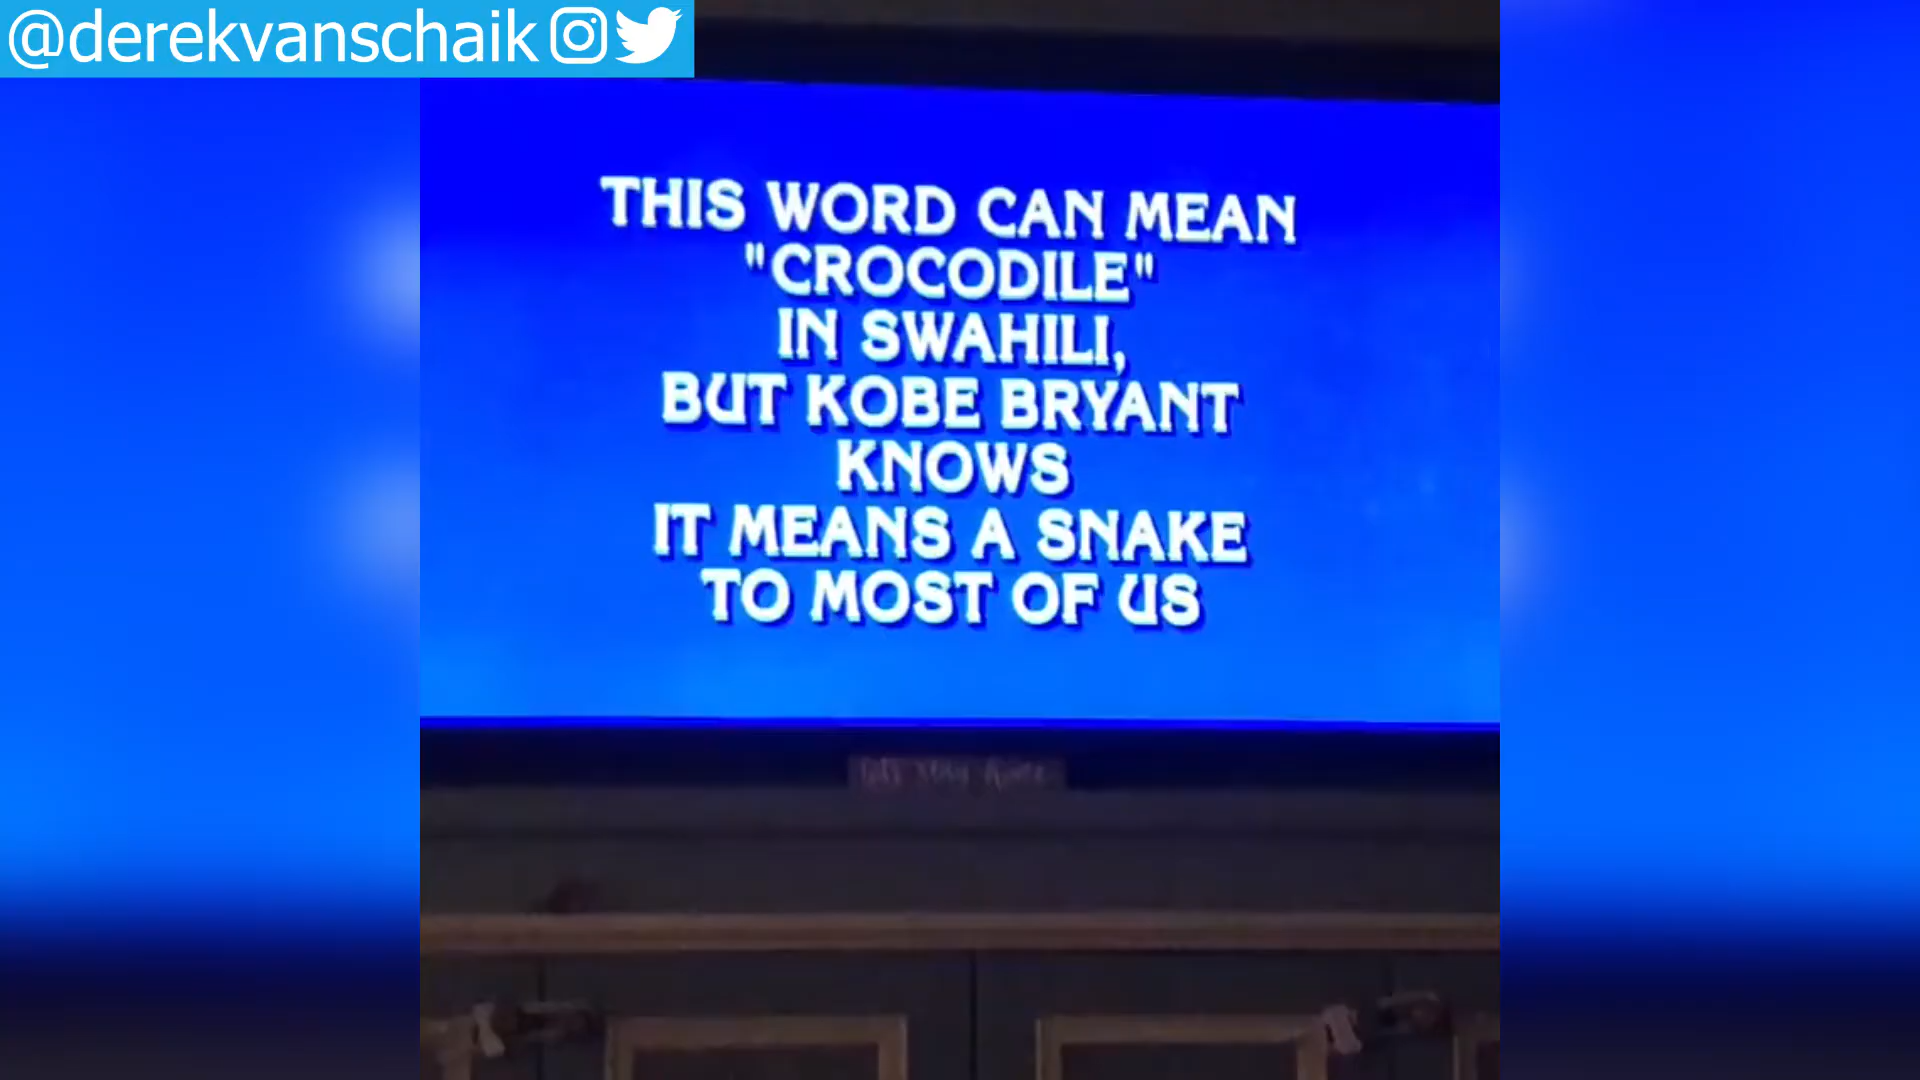 @derekvanschaik
THIS WORD CAN MEAN
"CROCODILE"
IN SWAHILI,
BUT KOBE BRYANT
KNOWS
IT MEANS A SNAKE
TO MOST OF US